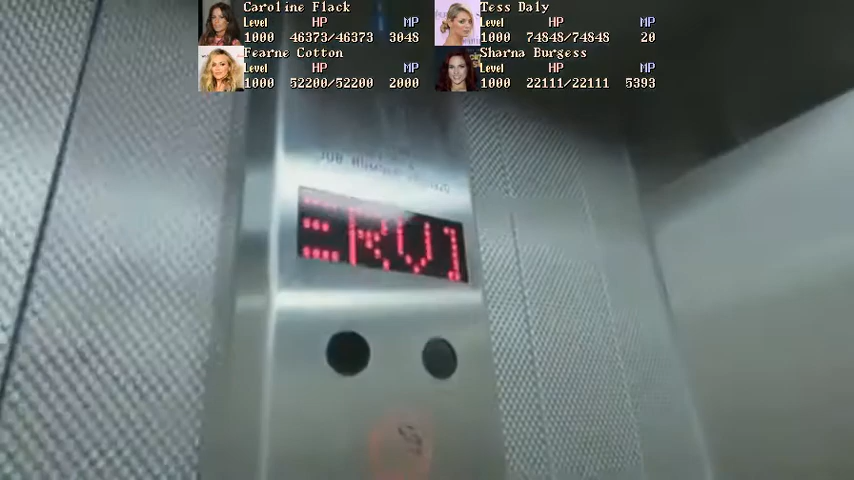 Caroline Flack
Level HP MP
1000 46373/46373 3048
Tess Daly
Level HP MP
1000 74848/74848 20
Fearne Cotton
Level HP MP
1000 52200/52200 2000
Sharna Burgess
Level HP MP
1000 22111/22111 5393